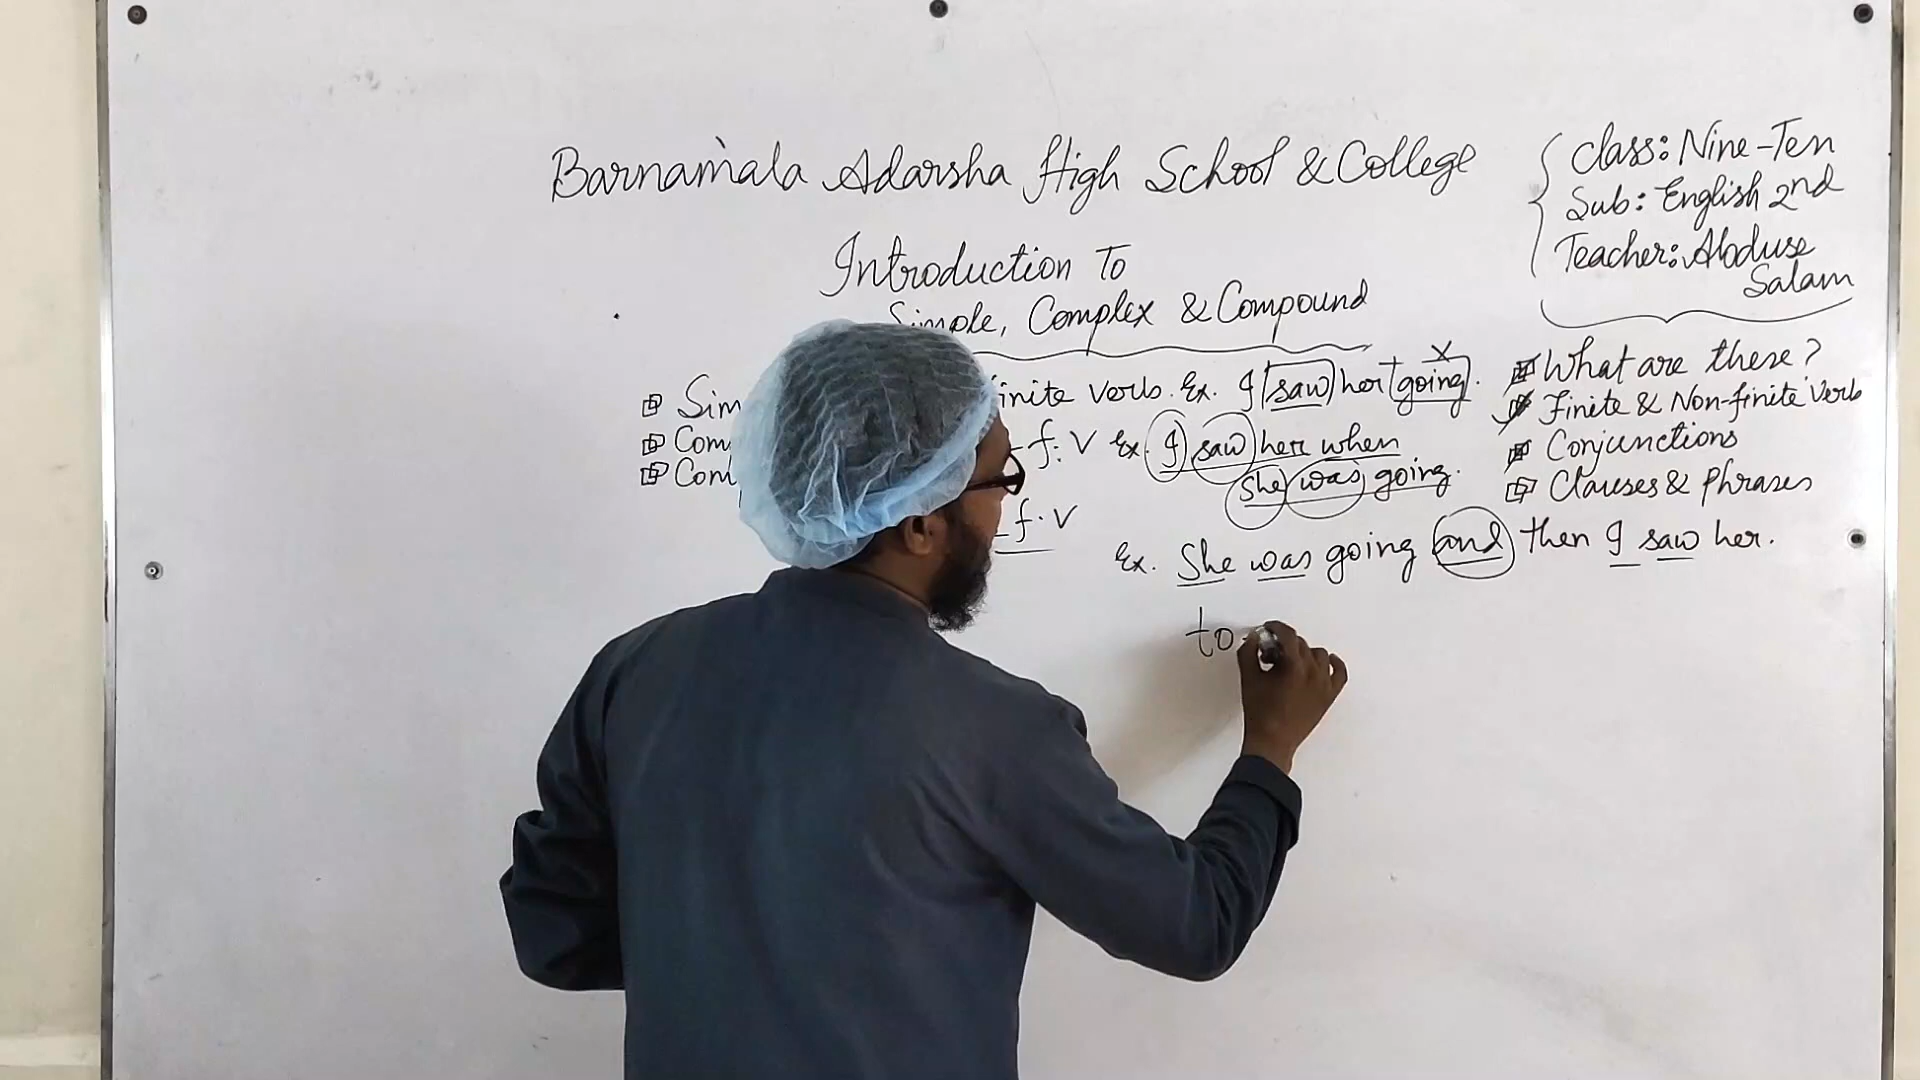 Barnamala Adarsha High School & College
Class: Nine-Ten
Sub: English 2nd
Teacher: Abduse
Salam
Introduction To
Simple, Complex & Compound
finite verb. Ex. I saw her going. X
f. V Ex. I saw her when
she was going.
f. V
Ex. She was going and then I saw her.
to
What are these?
Finite & Non-finite Verb
Conjunctions
Clauses & Phrases